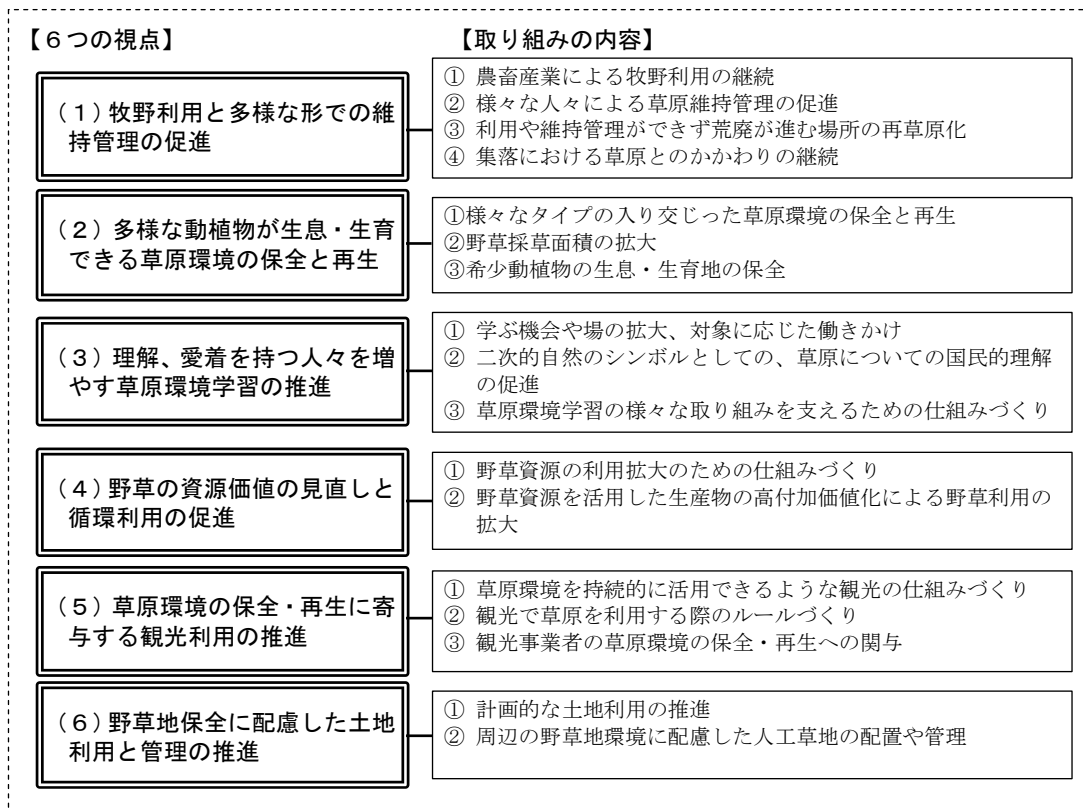 【６つの視点】
【取り組みの内容】
（１）牧野利用と多様な形での維
持管理の促進
① 農畜産業による牧野利用の継続
② 様々な人々による草原維持管理の促進
③ 利用や維持管理ができず荒廃が進む場所の再草原化
④ 集落における草原とのかかわりの継続
（２）多様な動植物が生息・生育
できる草原環境の保全と再生
①様々なタイプの入り交じった草原環境の保全と再生
②野草採草面積の拡大
③希少動植物の生息・生育地の保全
（３）理解、愛着を持つ人々を増
やす草原環境学習の推進
① 学ぶ機会や場の拡大、対象に応じた働きかけ
② 二次的自然のシンボルとしての、草原についての国民的理解
の促進
③ 草原環境学習の様々な取り組みを支えるための仕組みづくり
（４）野草の資源価値の見直しと
循環利用の促進
① 野草資源の利用拡大のための仕組みづくり
② 野草資源を活用した生産物の高付加価値化による野草利用の
拡大
（５）草原環境の保全・再生に寄
与する観光利用の推進
① 草原環境を持続的に活用できるような観光の仕組みづくり
② 観光で草原を利用する際のルールづくり
③ 観光事業者の草原環境の保全・再生への関与
（６）野草地保全に配慮した土地
利用と管理の推進
① 計画的な土地利用の推進
② 周辺の野草地環境に配慮した人工草地の配置や管理